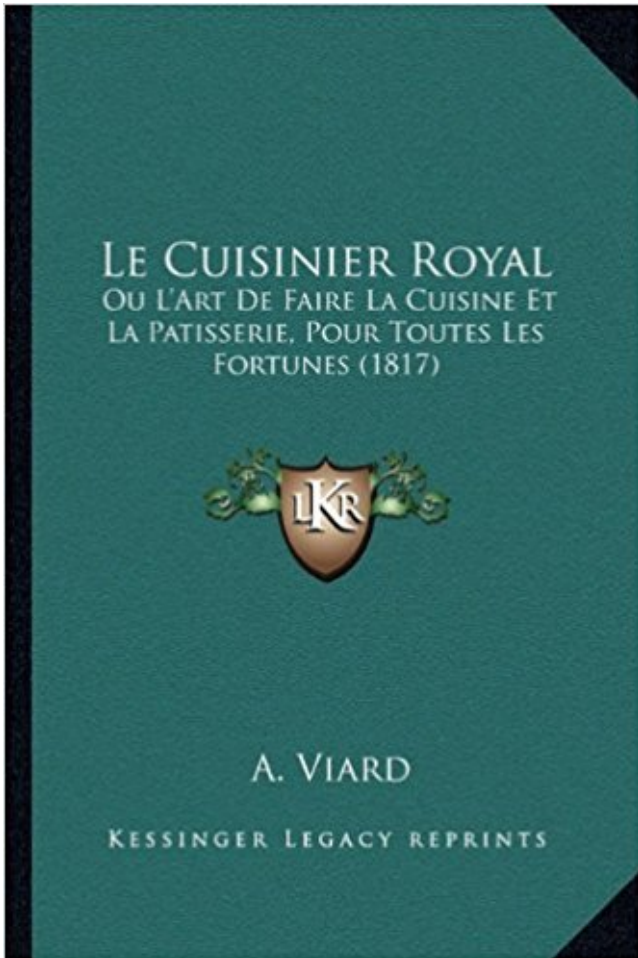 Le Cuisinier Royal
Ou L'Art De Faire La Cuisine Et
La Patisserie, Pour Toutes Les
Fortunes (1817)
LKR
A. Viard
Kessinger Legacy reprints